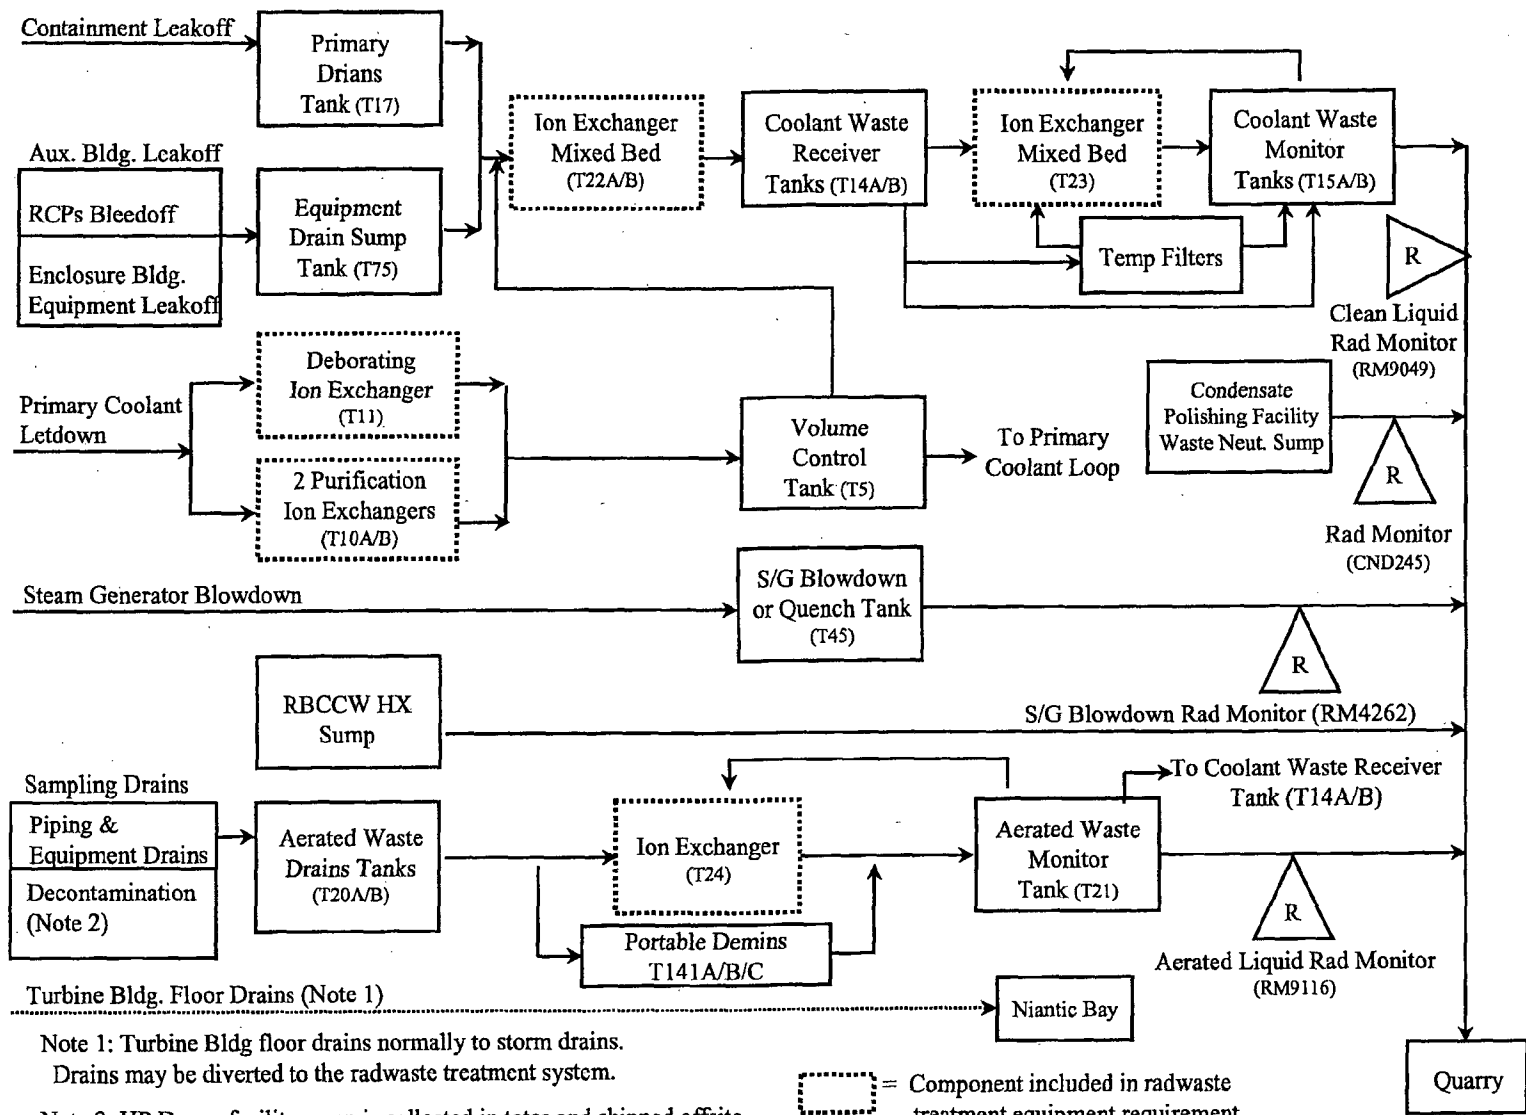 Containment Leakoff
Primary
Drians
Tank (T17)
Aux. Bldg. Leakoff
RCPs Bleedoff
Enclosure Bldg.
Equipment Leakoff
Equipment
Drain Sump
Tank (T75)
Ion Exchanger
Mixed Bed
(T22A/B)
Coolant Waste
Receiver
Tanks (T14A/B)
Ion Exchanger
Mixed Bed
(T23)
Coolant Waste
Monitor
Tanks (T15A/B)
Temp Filters
R
Clean Liquid
Rad Monitor
(RM9049)
Primary Coolant
Letdown
Deborating
Ion Exchanger
(T11)
2 Purification
Ion Exchangers
(T10A/B)
Volume
Control
Tank (T5)
To Primary
Coolant Loop
Condensate
Polishing Facility
Waste Neut. Sump
R
Rad Monitor
(CND245)
Steam Generator Blowdown
S/G Blowdown
or Quench Tank
(T45)
R
S/G Blowdown Rad Monitor (RM4262)
RBCCW HX
Sump
Sampling Drains
Piping &
Equipment Drains
Decontamination
(Note 2)
Aerated Waste
Drains Tanks
(T20A/B)
Ion Exchanger
(T24)
Portable Demins
T141A/B/C
Aerated Waste
Monitor
Tank (T21)
To Coolant Waste Receiver
Tank (T14A/B)
R
Aerated Liquid Rad Monitor
(RM9116)
Turbine Bldg. Floor Drains (Note 1)
Niantic Bay
Quarry
Note 1: Turbine Bldg floor drains normally to storm drains.
Drains may be diverted to the radwaste treatment system.
= Component included in radwaste
treatment equipment requirement